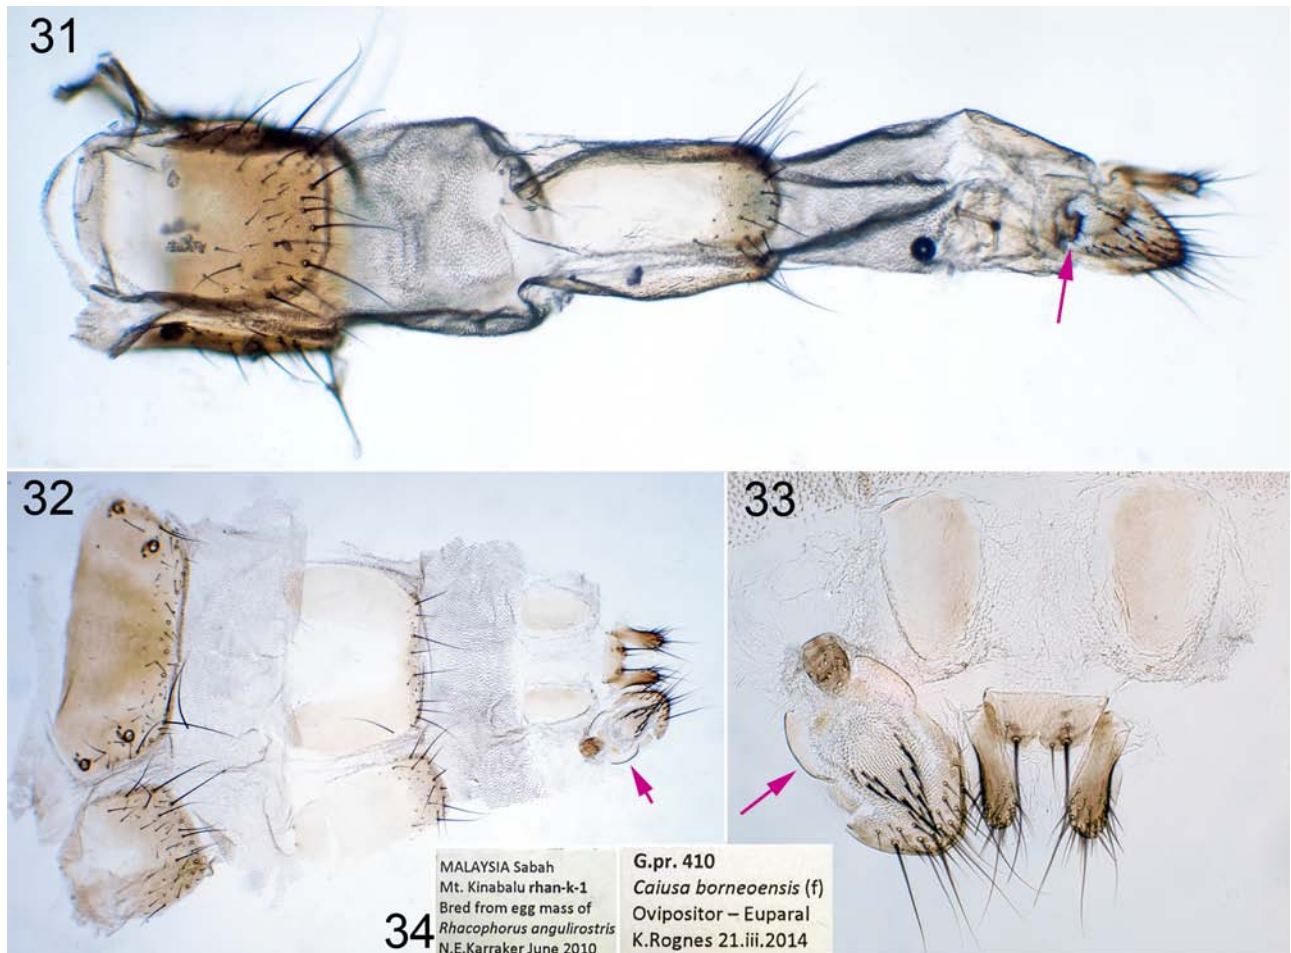 31
32
33
34
MALAYSIA Sabah
Mt. Kinabalu rhan-k-1
Bred from egg mass of
Rhacophorus angulirostris
N.E.Karraker June 2010
G.pr. 410
Caiusa borneoensis (f)
Ovipositor – Euparal
K.Rognes 21.iii.2014